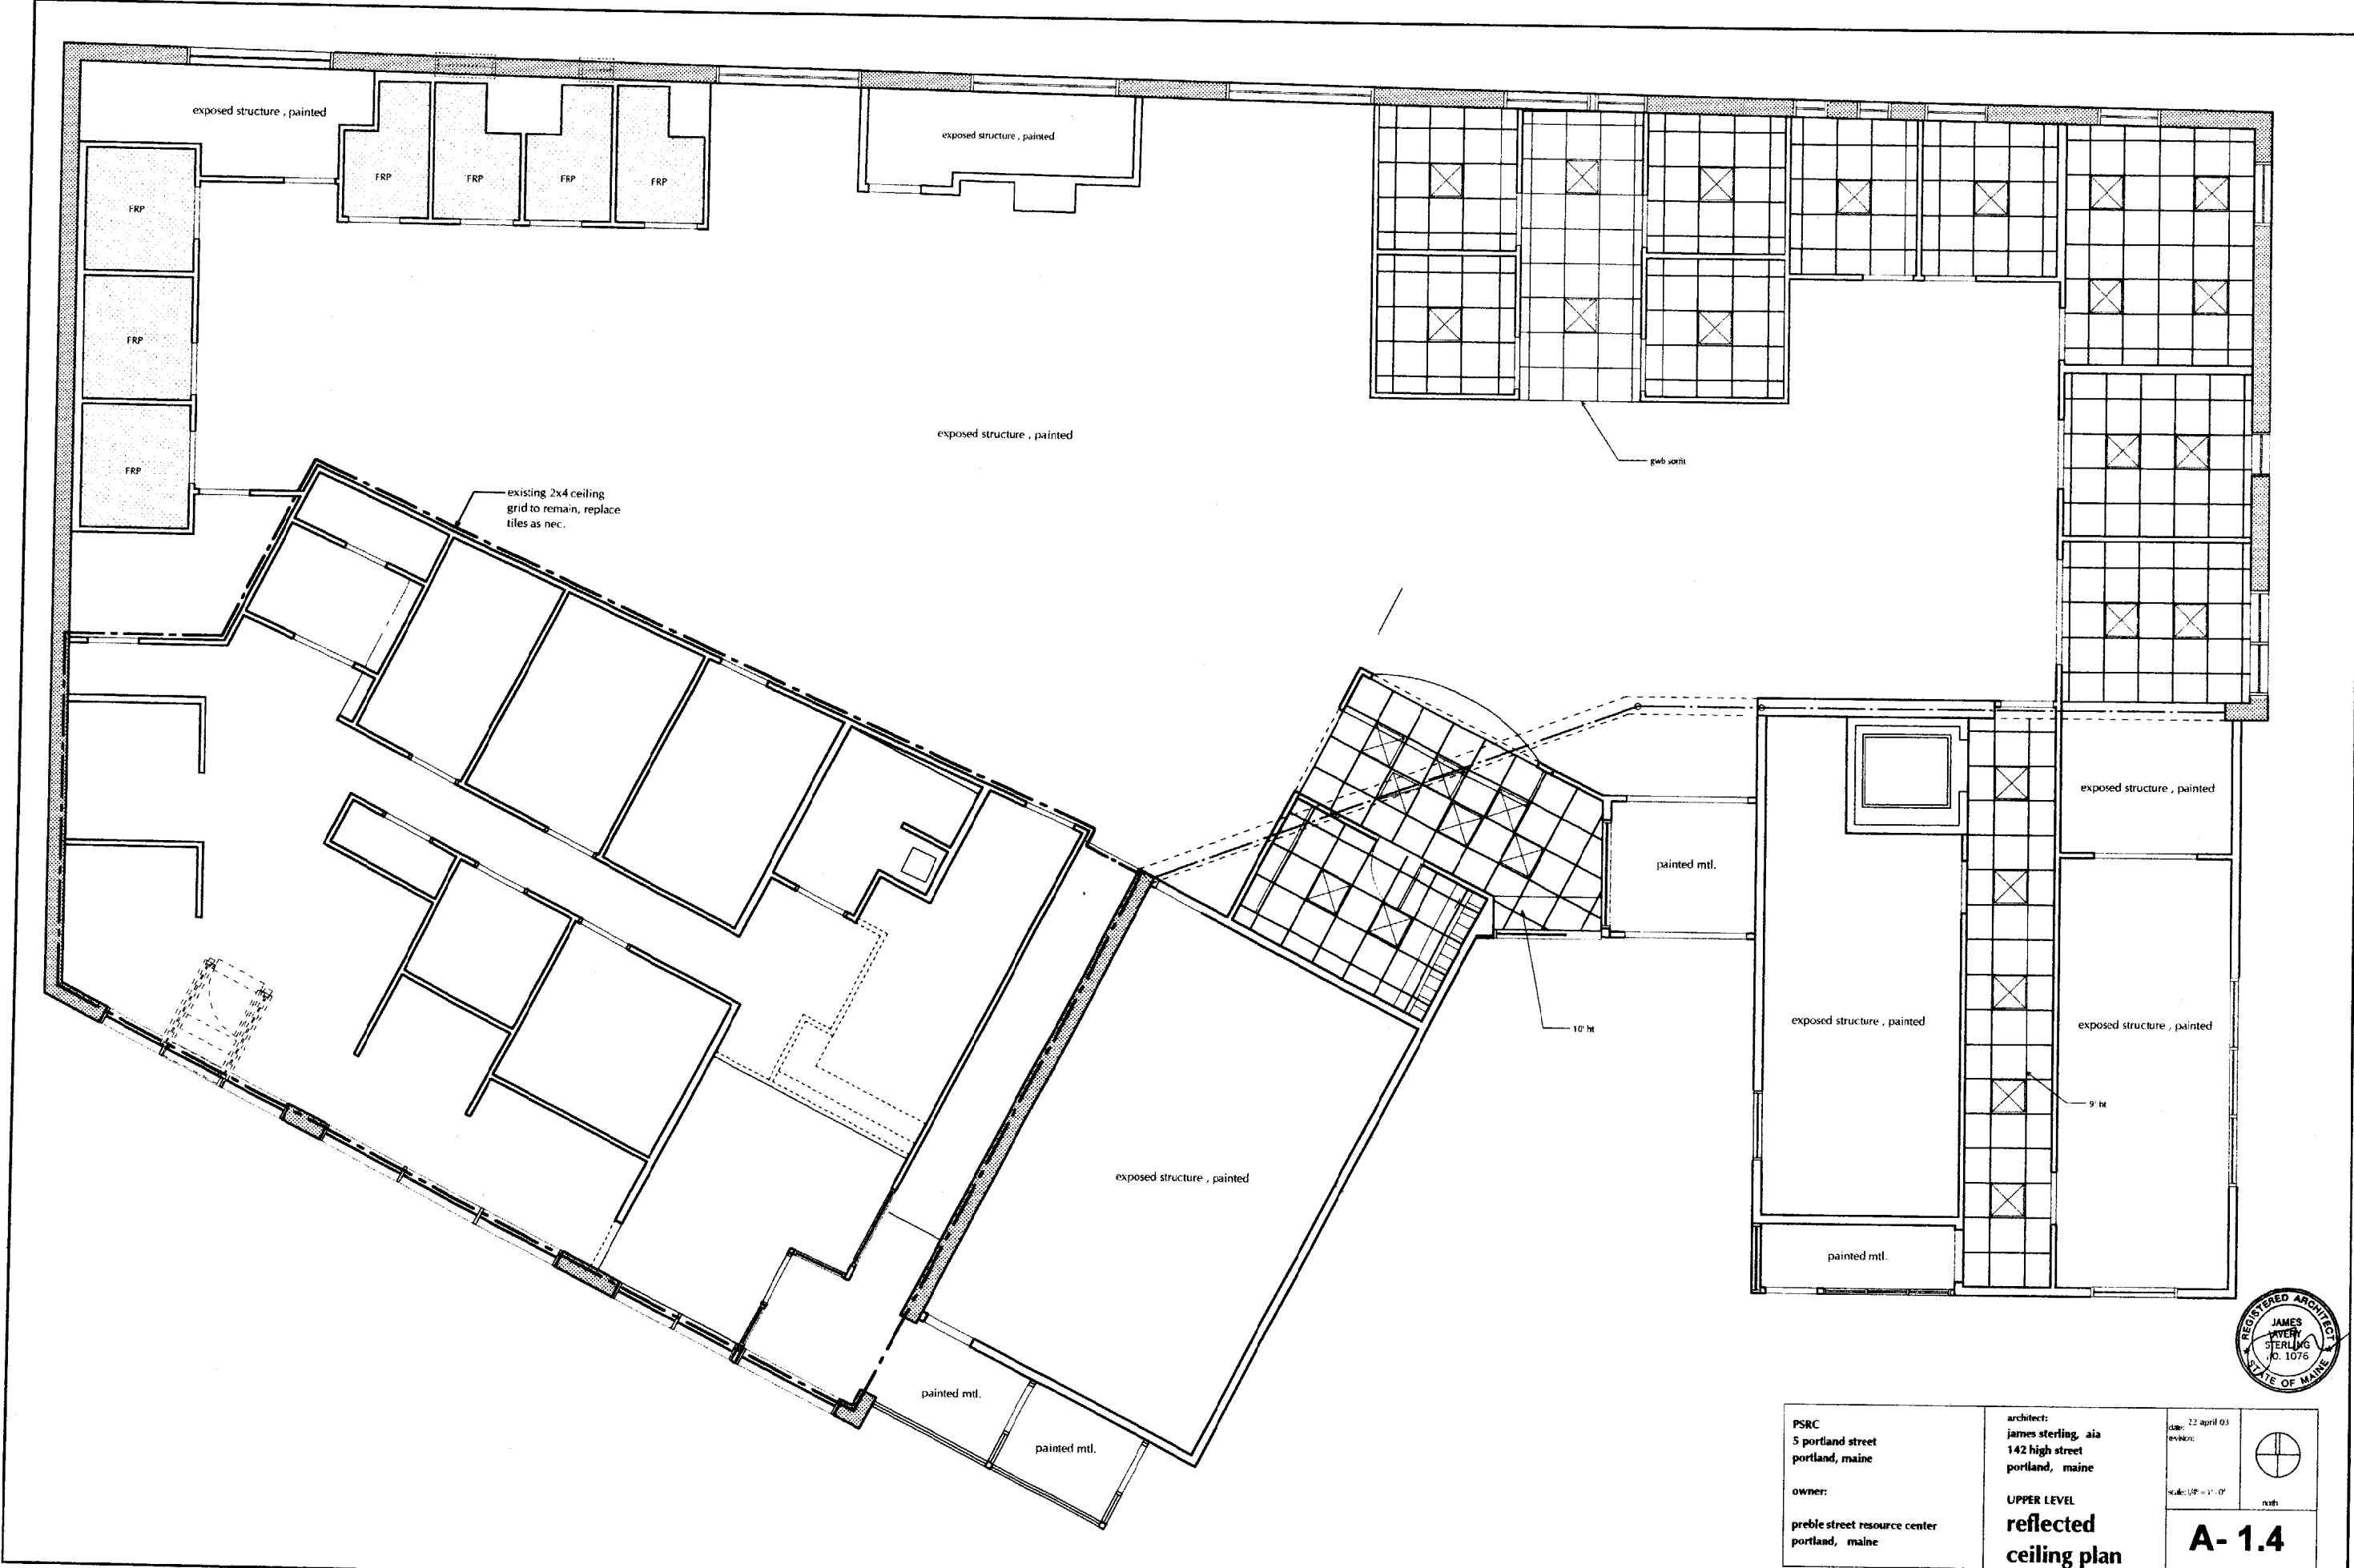 exposed structure , painted
exposed structure , painted
FRP
FRP
FRP
FRP
FRP
FRP
FRP
exposed structure , painted
gwb soffit
existing 2x4 ceiling
grid to remain, replace
tiles as nec.
exposed structure , painted
painted mtl.
10' ht
exposed structure , painted
exposed structure , painted
9' ht
exposed structure , painted
painted mtl.
painted mtl.
painted mtl.
REGISTERED ARCHITECT
JAMES
AVERY
STERLING
NO. 1076
STATE OF MAINE
PSRC
5 portland street
portland, maine
owner:
preble street resource center
portland, maine
architect:
james sterling, aia
142 high street
portland, maine
UPPER LEVEL
reflected
ceiling plan
date: 22 april 03
revision:
scale: 1/8" = 1' - 0"
north
A- 1.4